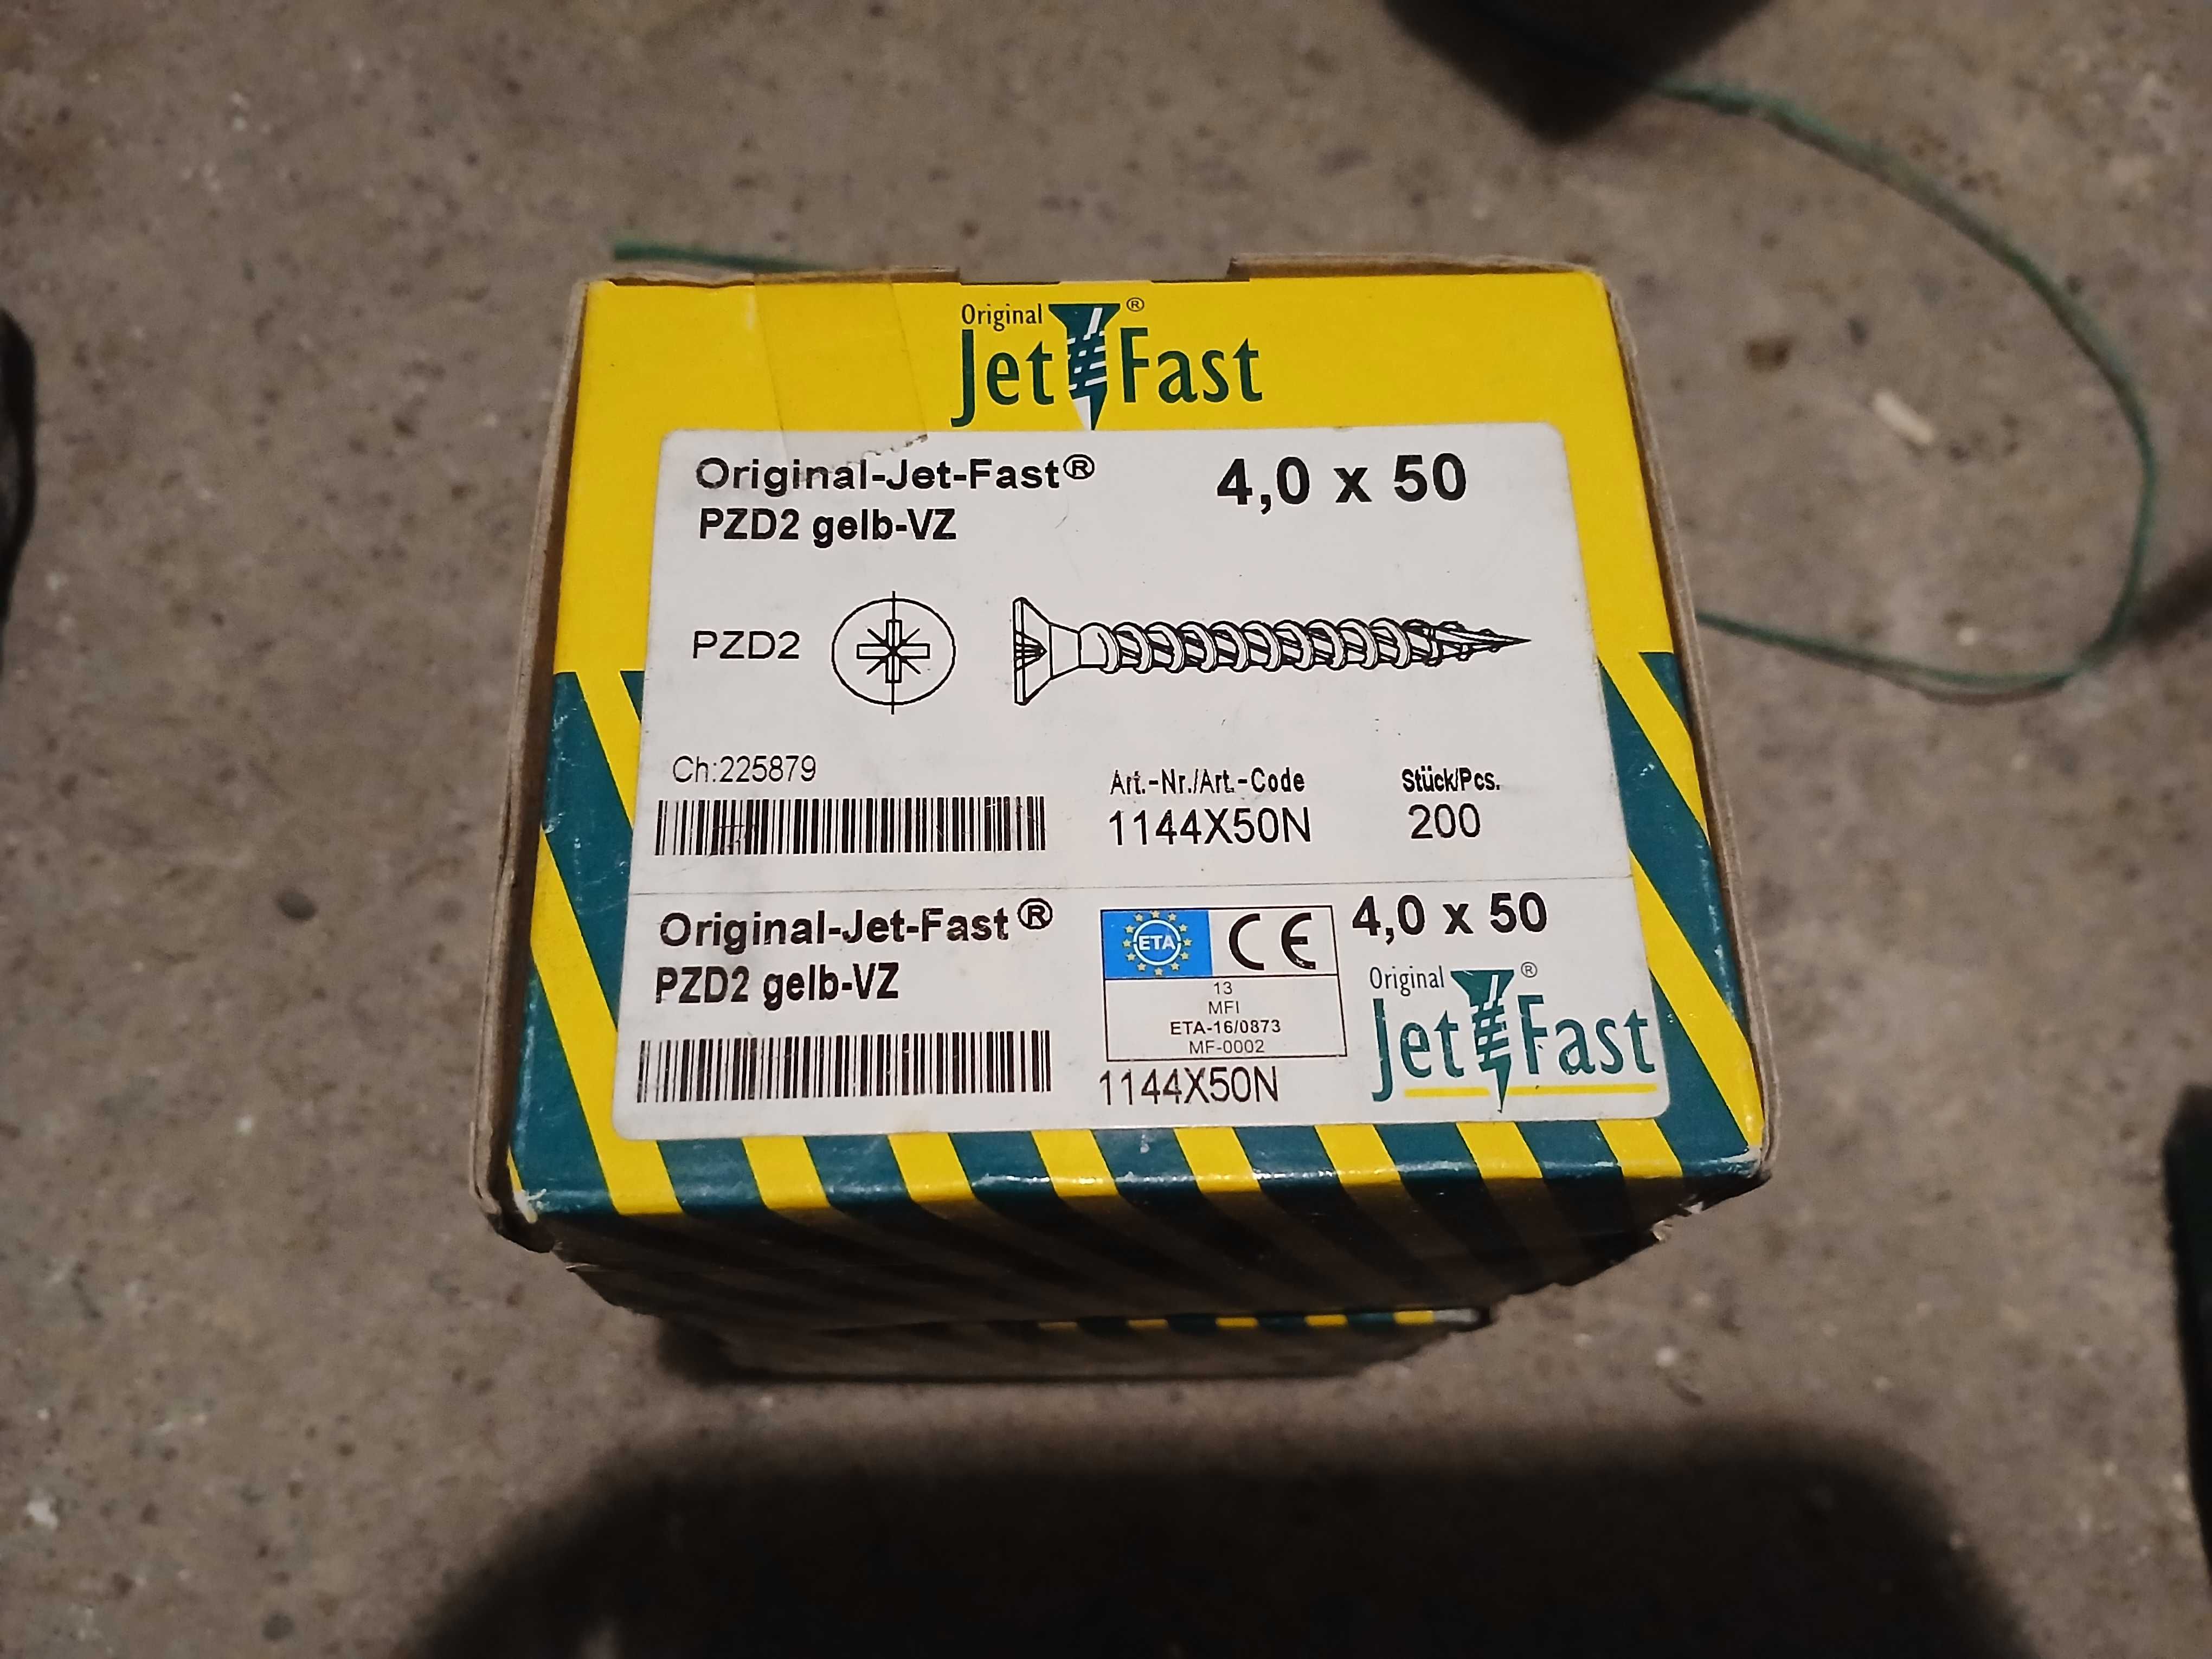 Original ®
Jet Fast
Original-Jet-Fast® 4,0 x 50
PZD2 gelb-VZ
PZD2
Ch:225879
Art.-Nr./Art.-Code Stück/Pcs.
1144X50N 200
Original-Jet-Fast® 4,0 x 50
PZD2 gelb-VZ
ETA CE
13
MFI
ETA-16/0873
MF-0002
1144X50N
Original ®
Jet Fast